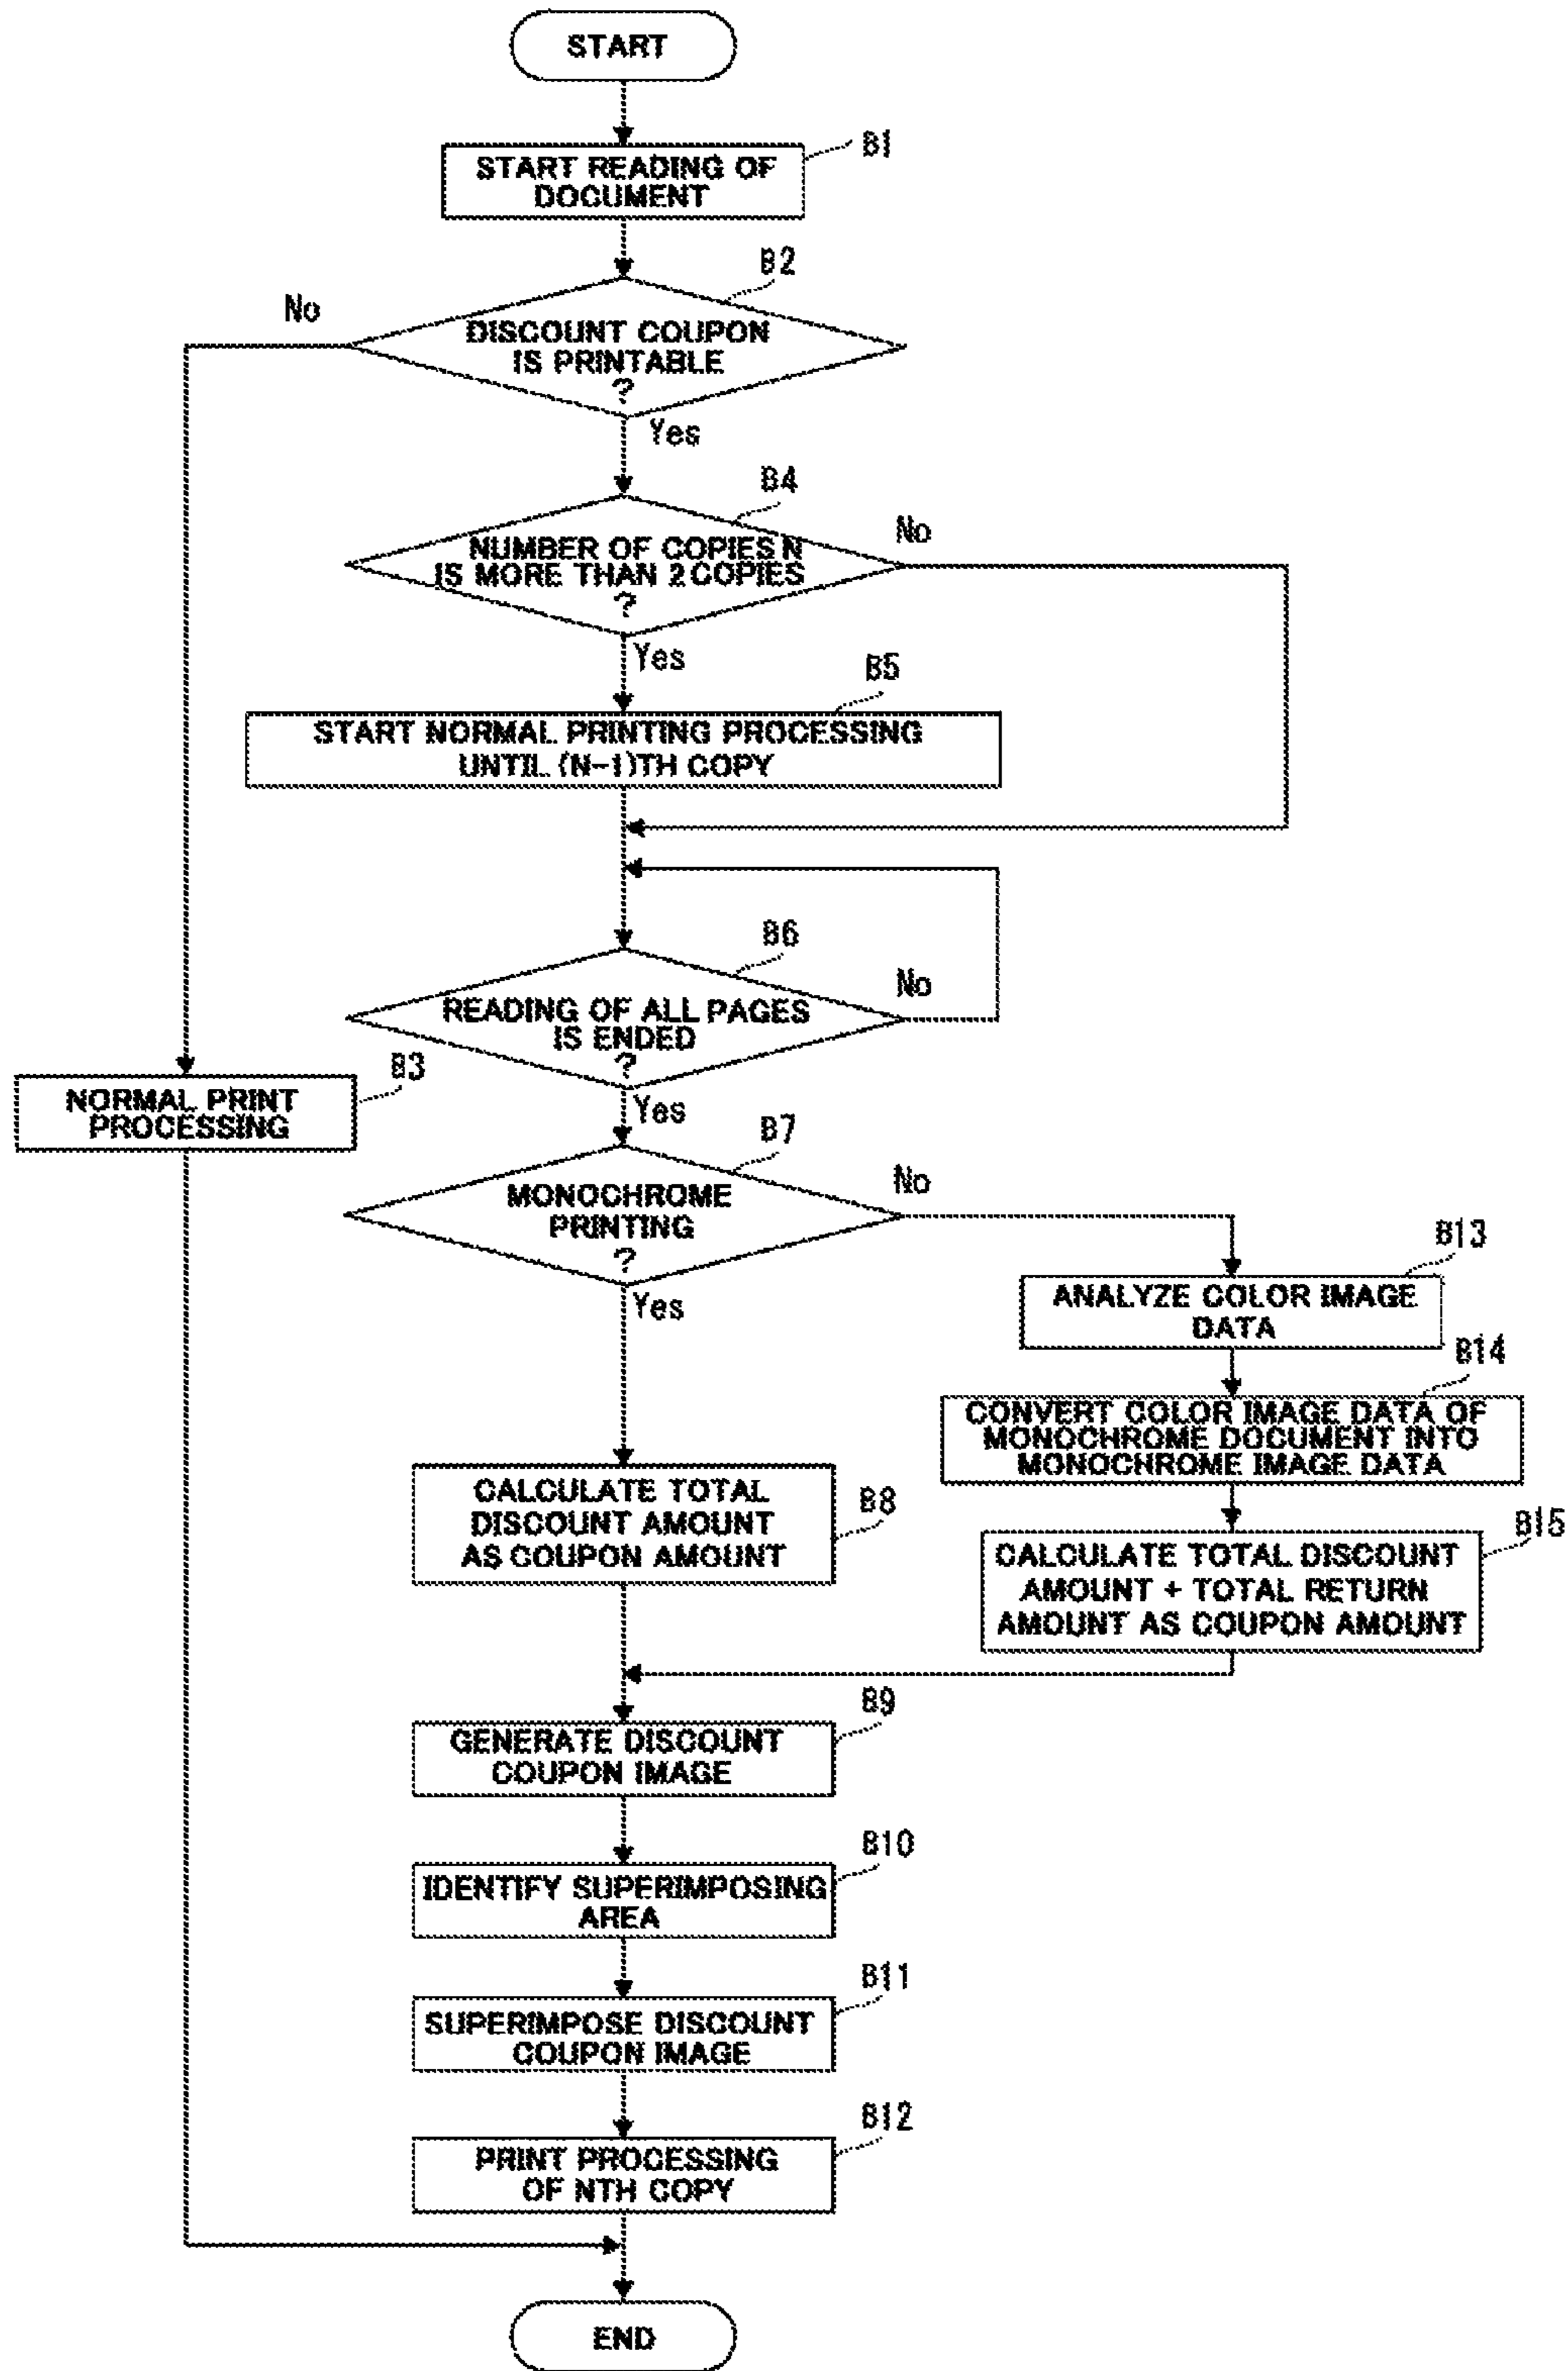 START
B1
START READING OF
DOCUMENT
B2
No
DISCOUNT COUPON
IS PRINTABLE
?
Yes
B4
No
NUMBER OF COPIES N
IS MORE THAN 2 COPIES
?
Yes
B5
START NORMAL PRINTING PROCESSING
UNTIL (N-1)TH COPY
B6
No
READING OF ALL PAGES
IS ENDED
?
Yes
B3
NORMAL PRINT
PROCESSING
B7
No
MONOCHROME
PRINTING
?
Yes
B13
ANALYZE COLOR IMAGE
DATA
B14
CONVERT COLOR IMAGE DATA OF
MONOCHROME DOCUMENT INTO
MONOCHROME IMAGE DATA
CALCULATE TOTAL
DISCOUNT AMOUNT
AS COUPON AMOUNT
B8
B15
CALCULATE TOTAL DISCOUNT
AMOUNT + TOTAL RETURN
AMOUNT AS COUPON AMOUNT
B9
GENERATE DISCOUNT
COUPON IMAGE
B10
IDENTIFY SUPERIMPOSING
AREA
B11
SUPERIMPOSE DISCOUNT
COUPON IMAGE
B12
PRINT PROCESSING
OF NTH COPY
END